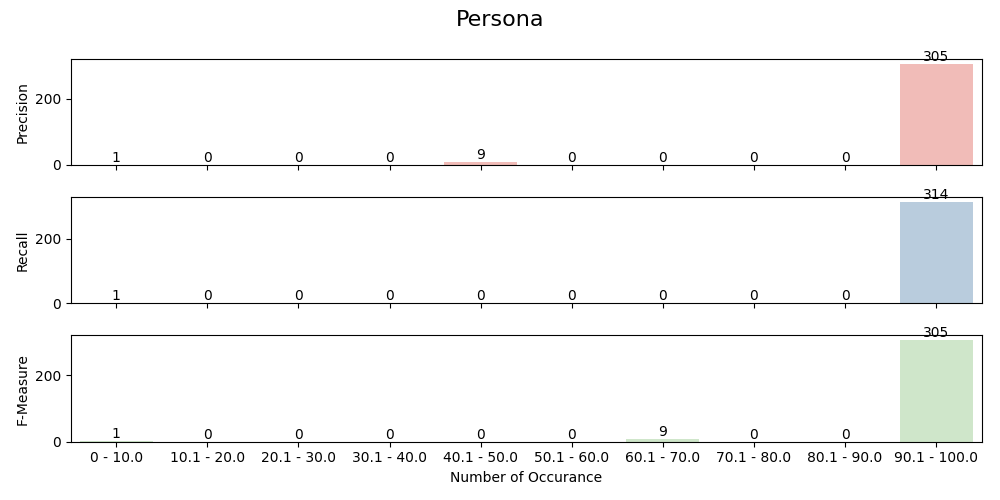 Persona
Precision
200
0
1 0 0 0 9 0 0 0 0 305
Recall
200
0
1 0 0 0 0 0 0 0 0 314
F-Measure
200
0
1 0 0 0 0 0 9 0 0 305
0 - 10.0 10.1 - 20.0 20.1 - 30.0 30.1 - 40.0 40.1 - 50.0 50.1 - 60.0 60.1 - 70.0 70.1 - 80.0 80.1 - 90.0 90.1 - 100.0
Number of Occurance